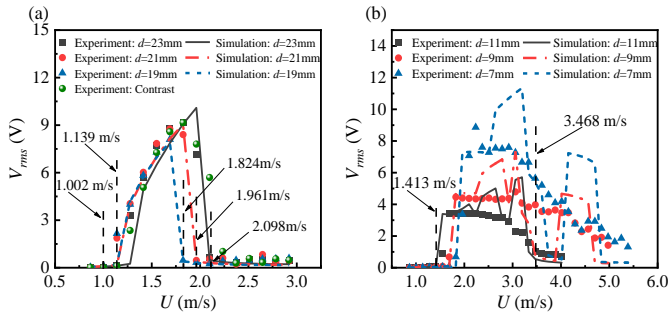 (a)
Experiment: d=23mm
Simulation: d=23mm
Experiment: d=21mm
Simulation: d=21mm
Experiment: d=19mm
Simulation: d=19mm
Experiment: Contrast
1.139 m/s
1.002 m/s
1.824m/s
1.961m/s
2.098m/s
15
12
9
6
3
0
0.5 1.0 1.5 2.0 2.5 3.0
Vrms (V)
U (m/s)
(b)
Experiment: d=11mm
Simulation: d=11mm
Experiment: d=9mm
Simulation: d=9mm
Experiment: d=7mm
Simulation: d=7mm
3.468 m/s
1.413 m/s
14
12
10
8
6
4
2
0
1.0 2.0 3.0 4.0 5.0 6.0
Vrms (V)
U (m/s)